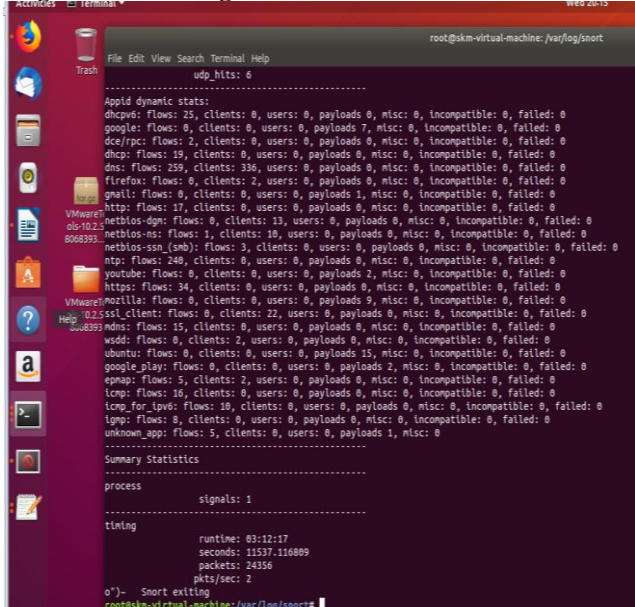 Activities Terminal Wed 20:15
root@skm-virtual-machine: /var/log/snort
File Edit View Search Terminal Help
Trash
udp_hits: 6
--------------------------------------------------------
Appid dynamic stats:
dhcpv6: flows: 25, clients: 0, users: 0, payloads 0, misc: 0, incompatible: 0, failed: 0
google: flows: 0, clients: 0, users: 0, payloads 7, misc: 0, incompatible: 0, failed: 0
dce/rpc: flows: 2, clients: 0, users: 0, payloads 0, misc: 0, incompatible: 0, failed: 0
dhcp: flows: 19, clients: 0, users: 0, payloads 0, misc: 0, incompatible: 0, failed: 0
dns: flows: 259, clients: 336, users: 0, payloads 0, misc: 0, incompatible: 0, failed: 0
firefox: flows: 0, clients: 2, users: 0, payloads 0, misc: 0, incompatible: 0, failed: 0
gmail: flows: 0, clients: 0, users: 0, payloads 1, misc: 0, incompatible: 0, failed: 0
http: flows: 17, clients: 0, users: 0, payloads 0, misc: 0, incompatible: 0, failed: 0
netbios-dgm: flows: 0, clients: 13, users: 0, payloads 0, misc: 0, incompatible: 0, failed: 0
netbios-ns: flows: 1, clients: 10, users: 0, payloads 0, misc: 0, incompatible: 0, failed: 0
netbios-ssn_(smb): flows: 3, clients: 0, users: 0, payloads 0, misc: 0, incompatible: 0, failed: 0
ntp: flows: 240, clients: 0, users: 0, payloads 0, misc: 0, incompatible: 0, failed: 0
youtube: flows: 0, clients: 0, users: 0, payloads 2, misc: 0, incompatible: 0, failed: 0
https: flows: 34, clients: 0, users: 0, payloads 0, misc: 0, incompatible: 0, failed: 0
mozilla: flows: 0, clients: 0, users: 0, payloads 9, misc: 0, incompatible: 0, failed: 0
ssl_client: flows: 0, clients: 22, users: 0, payloads 0, misc: 0, incompatible: 0, failed: 0
mdns: flows: 15, clients: 0, users: 0, payloads 0, misc: 0, incompatible: 0, failed: 0
wsdd: flows: 0, clients: 2, users: 0, payloads 0, misc: 0, incompatible: 0, failed: 0
ubuntu: flows: 0, clients: 0, users: 0, payloads 15, misc: 0, incompatible: 0, failed: 0
google_play: flows: 0, clients: 0, users: 0, payloads 2, misc: 0, incompatible: 0, failed: 0
epmap: flows: 5, clients: 2, users: 0, payloads 0, misc: 0, incompatible: 0, failed: 0
icmp: flows: 16, clients: 0, users: 0, payloads 0, misc: 0, incompatible: 0, failed: 0
icmp_for_ipv6: flows: 10, clients: 0, users: 0, payloads 0, misc: 0, incompatible: 0, failed: 0
igmp: flows: 8, clients: 0, users: 0, payloads 0, misc: 0, incompatible: 0, failed: 0
unknown_app: flows: 5, clients: 0, users: 0, payloads 1, misc: 0
--------------------------------------------------------
Summary Statistics
--------------------------------------------------------
process
signals: 1
--------------------------------------------------------
timing
runtime: 03:12:17
seconds: 11537.116809
packets: 24356
pkts/sec: 2
o")~ Snort exiting
root@skm-virtual-machine:/var/log/snort#
tar.gz
VMwareTo
ols-10.2.5
8068393...
VMwareTo
8068393
Help